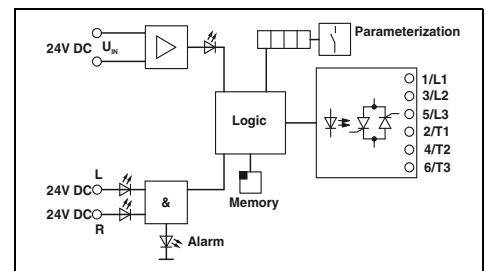 Parameterization
24V DC U_IN
1/L1
3/L2
5/L3
2/T1
4/T2
6/T3
Logic
L
24V DC
&
24V DC
R
Memory
Alarm